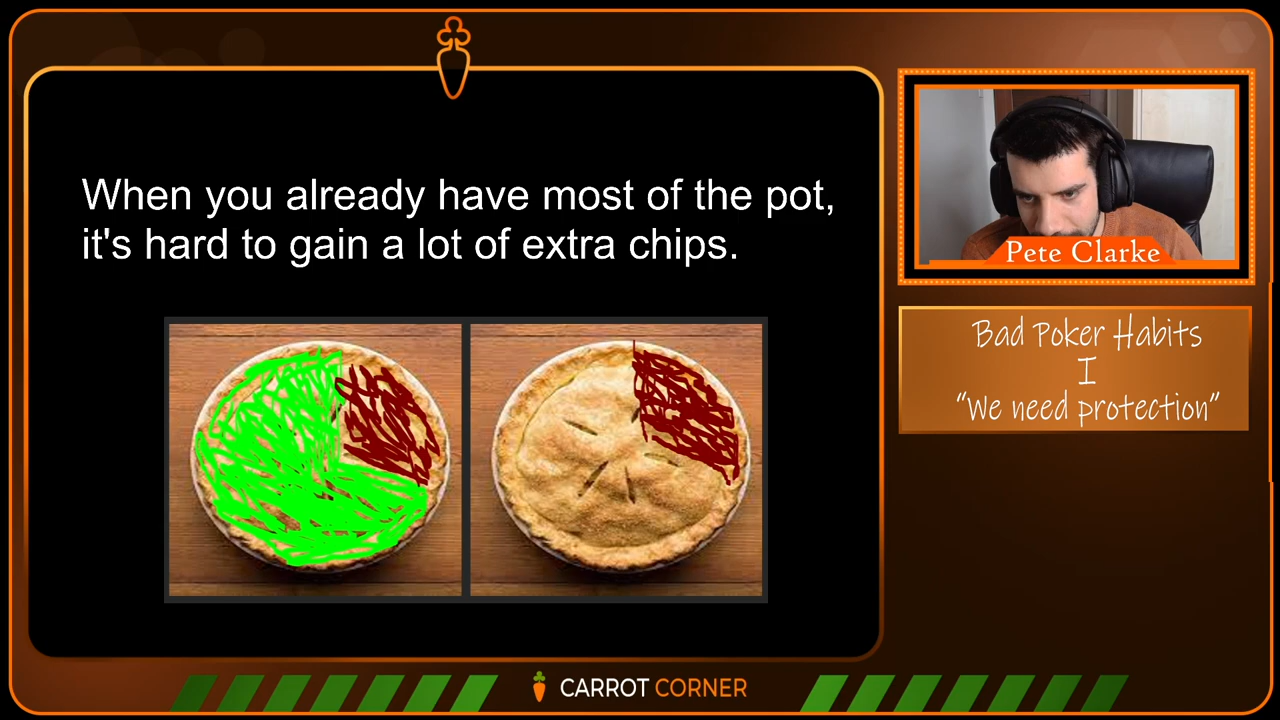 When you already have most of the pot,
it's hard to gain a lot of extra chips.
Pete Clarke
Bad Poker Habits
I
“We need protection”
CARROT CORNER